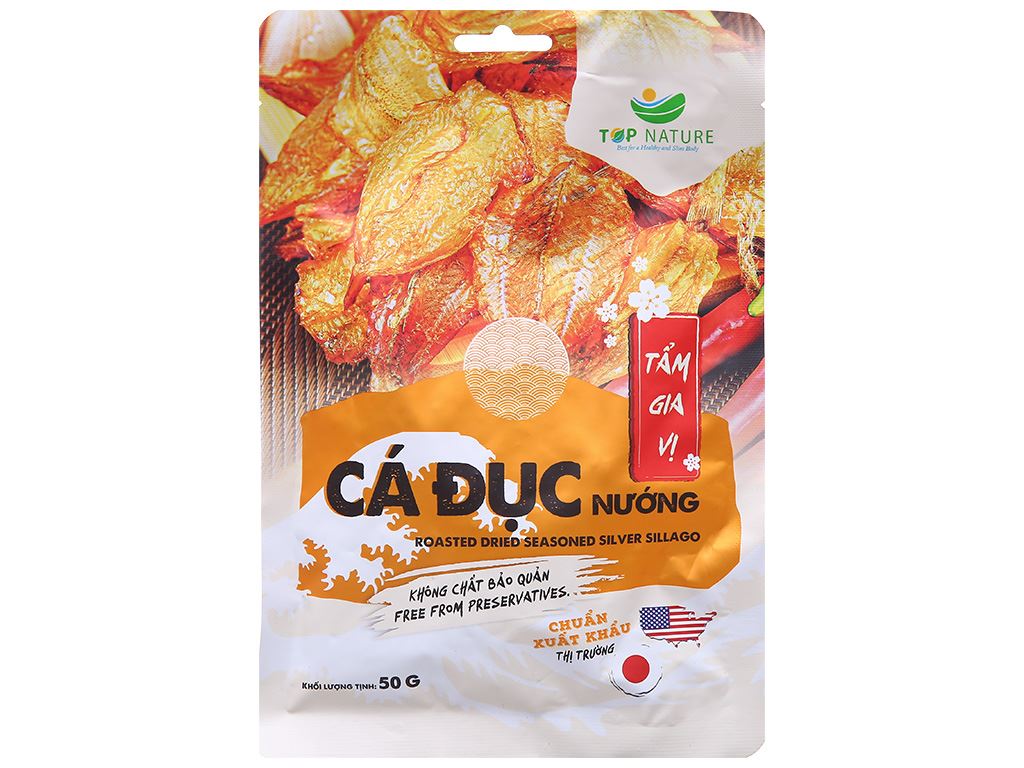 TOP NATURE
Best for a Healthy and Slim Body
TẨM
GIA
VỊ
CÁ ĐỤC NƯỚNG
ROASTED DRIED SEASONED SILVER SILLAGO
KHÔNG CHẤT BẢO QUẢN
FREE FROM PRESERVATIVES.
CHUẨN
XUẤT KHẨU
THỊ TRƯỜNG
KHỐI LƯỢNG TỊNH: 50 G